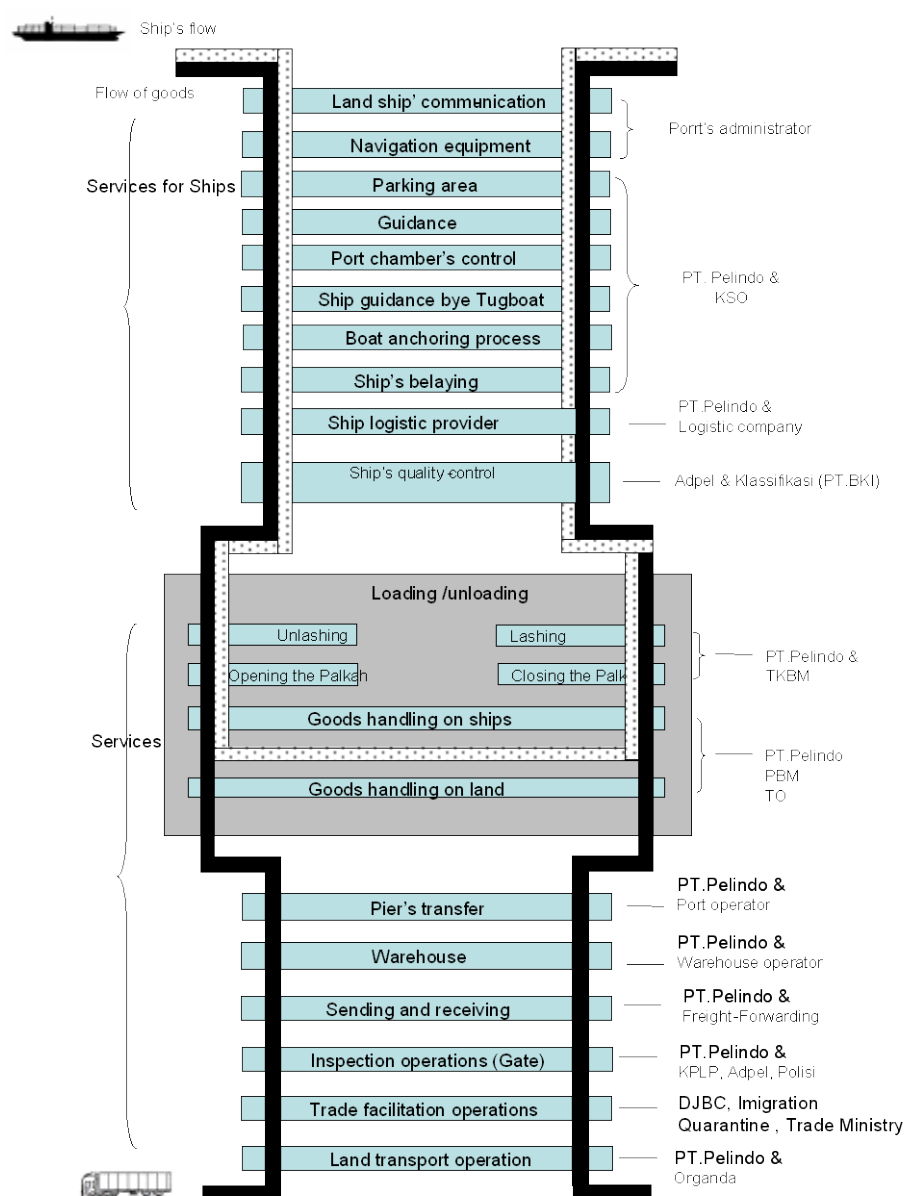 Ship's flow
Flow of goods
Land ship' communication
Porrt's administrator
Navigation equipment
Services for Ships
Parking area
Guidance
Port chamber's control
PT. Pelindo &
KSO
Ship guidance bye Tugboat
Boat anchoring process
Ship's belaying
PT.Pelindo &
Logistic company
Ship logistic provider
Ship's quality control
Adpel & Klassifikasi (PT.BKI)
Loading /unloading
Unlashing
Lashing
PT.Pelindo &
TKBM
Opening the Palkah
Closing the Palk
Goods handling on ships
Services
PT.Pelindo
PBM
TO
Goods handling on land
PT.Pelindo &
Port operator
Pier's transfer
PT.Pelindo &
Warehouse operator
Warehouse
PT.Pelindo &
Freight-Forwarding
Sending and receiving
PT.Pelindo &
KPLP, Adpel, Polisi
Inspection operations (Gate)
DJBC, Imigration
Quarantine , Trade Ministry
Trade facilitation operations
PT.Pelindo &
Organda
Land transport operation